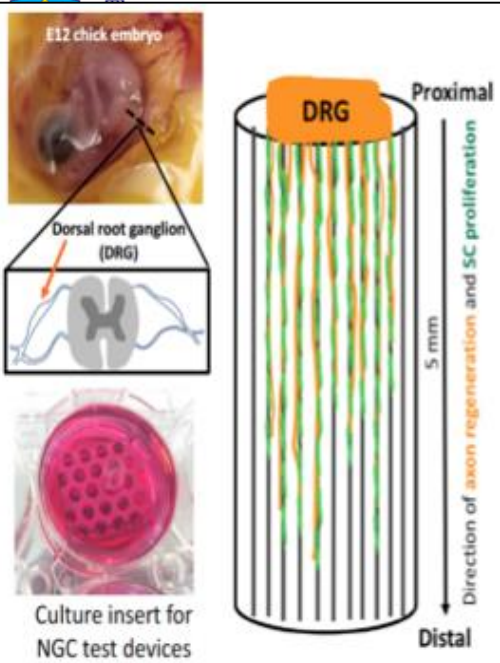 E12 chick embryo
Dorsal root ganglion
(DRG)
Culture insert for
NGC test devices
DRG
Proximal
5 mm
Direction of axon regeneration and SC proliferation
Distal